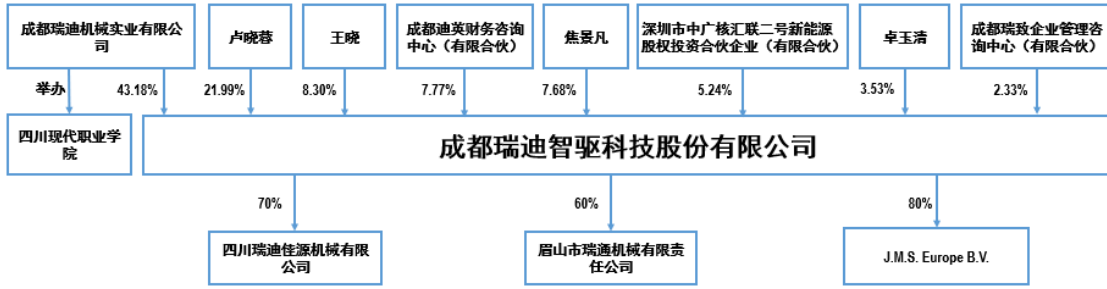 成都瑞迪机械实业有限公
司
卢晓蓉
王晓
成都迪英财务咨询
中心（有限合伙）
焦景凡
深圳市中广核汇联二号新能源
股权投资合伙企业（有限合伙）
卓玉清
成都瑞致企业管理咨
询中心（有限合伙）
举办
43.18%
21.99%
8.30%
7.77%
7.68%
5.24%
3.53%
2.33%
四川现代职业学
院
成都瑞迪智驱科技股份有限公司
70%
60%
80%
四川瑞迪佳源机械有限
公司
眉山市瑞通机械有限责
任公司
J.M.S. Europe B.V.